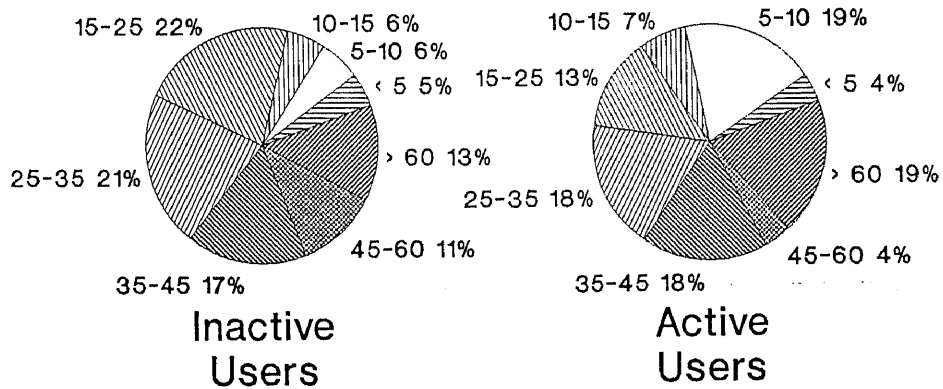 15-25 22%
10-15 6%
5-10 6%
< 5 5%
> 60 13%
45-60 11%
35-45 17%
25-35 21%
Inactive
Users
10-15 7%
5-10 19%
< 5 4%
> 60 19%
45-60 4%
35-45 18%
25-35 18%
15-25 13%
Active
Users